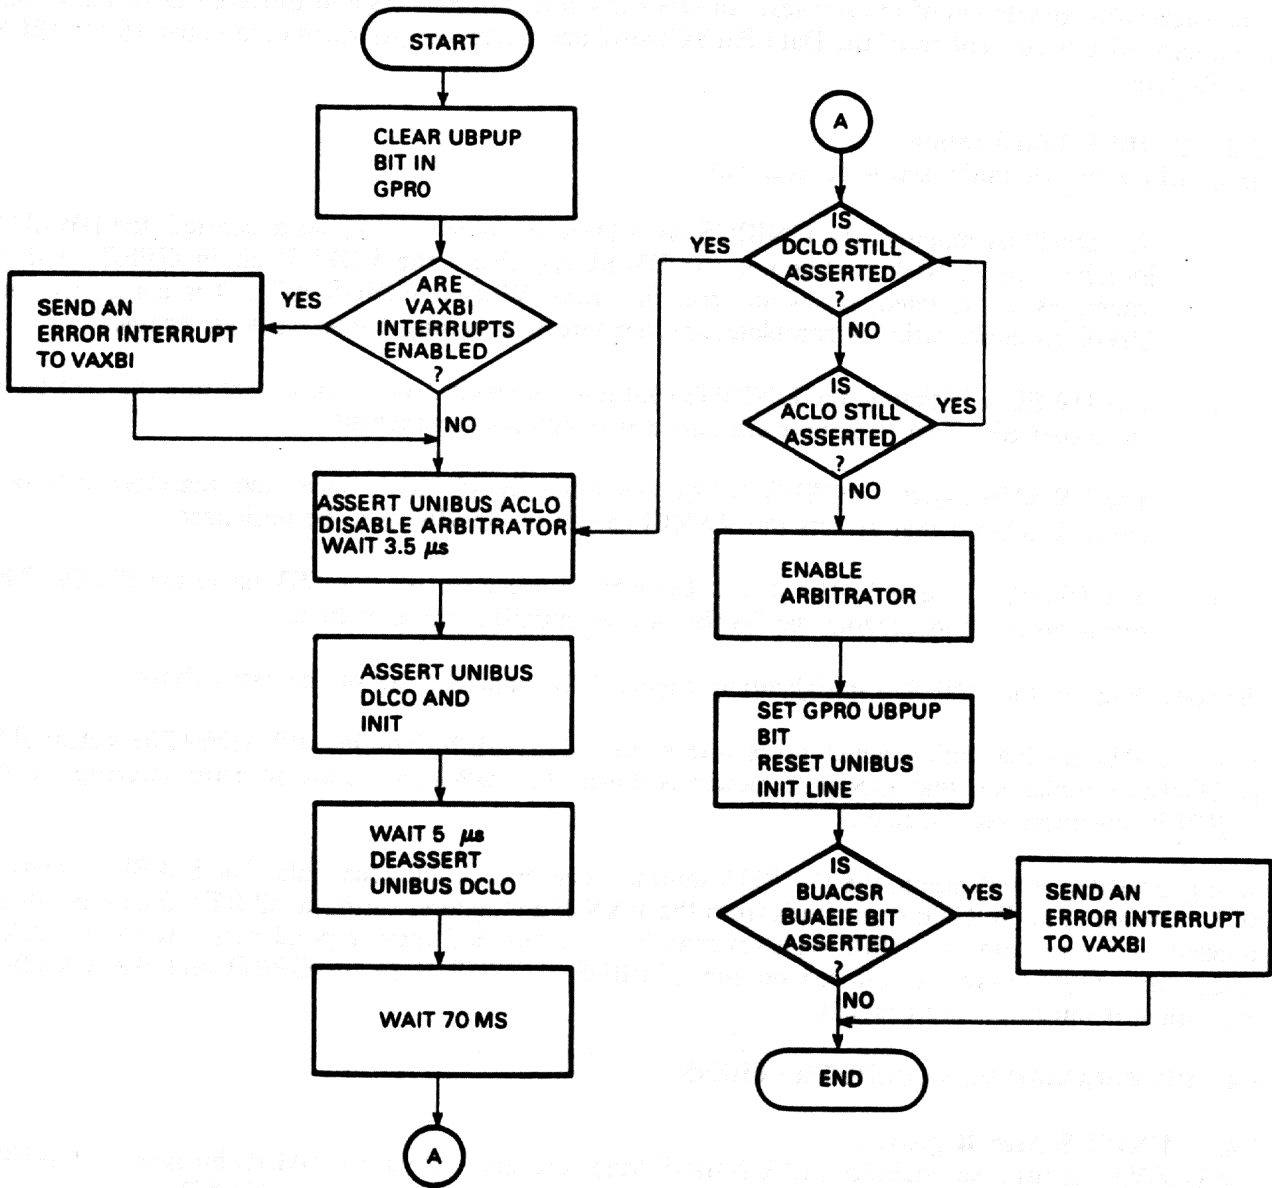 START
CLEAR UBPUP
BIT IN
GPRO
ARE
VAXBI
INTERRUPTS
ENABLED
?
YES
SEND AN
ERROR INTERRUPT
TO VAXBI
NO
ASSERT UNIBUS ACLO
DISABLE ARBITRATOR
WAIT 3.5 µs
ASSERT UNIBUS
DLCO AND
INIT
WAIT 5 µs
DEASSERT
UNIBUS DCLO
WAIT 70 MS
A
A
IS
DCLO STILL
ASSERTED
?
YES
NO
IS
ACLO STILL
ASSERTED
?
YES
NO
ENABLE
ARBITRATOR
SET GPRO UBPUP
BIT
RESET UNIBUS
INIT LINE
IS
BUACSR
BUAEIE BIT
ASSERTED
?
YES
SEND AN
ERROR INTERRUPT
TO VAXBI
NO
END